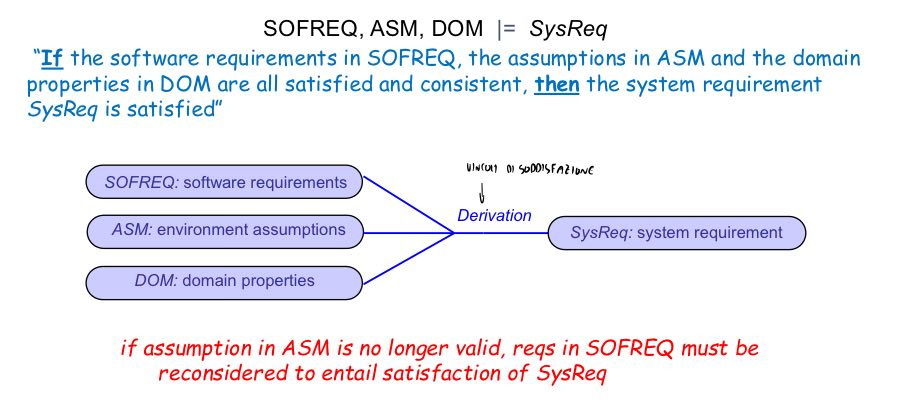 SOFREQ, ASM, DOM |= SysReq
“If the software requirements in SOFREQ, the assumptions in ASM and the domain
properties in DOM are all satisfied and consistent, then the system requirement
SysReq is satisfied”
VINCOLI DI SODDISFAZIONE
SOFREQ: software requirements
Derivation
ASM: environment assumptions
SysReq: system requirement
DOM: domain properties
if assumption in ASM is no longer valid, reqs in SOFREQ must be
reconsidered to entail satisfaction of SysReq